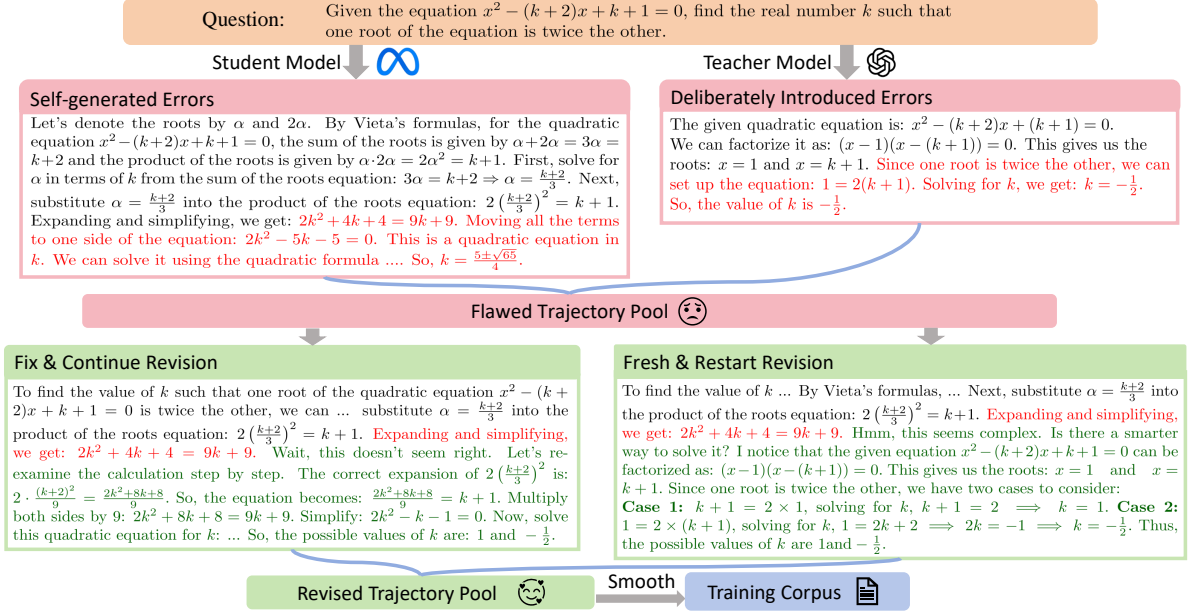 Question:
Given the equation x² − (k + 2)x + k + 1 = 0, find the real number k such that
one root of the equation is twice the other.
Student Model
Teacher Model
Self-generated Errors
Let's denote the roots by α and 2α. By Vieta's formulas, for the quadratic
equation x²−(k+2)x+k+1 = 0, the sum of the roots is given by α+2α = 3α =
k+2 and the product of the roots is given by α·2α = 2α² = k+1. First, solve for
α in terms of k from the sum of the roots equation: 3α = k+2 ⇒ α = (k+2)/3. Next,
substitute α = (k+2)/3 into the product of the roots equation: 2((k+2)/3)² = k + 1.
Expanding and simplifying, we get: 2k² +4k+4 = 9k+9. Moving all the terms
to one side of the equation: 2k² − 5k − 5 = 0. This is a quadratic equation in
k. We can solve it using the quadratic formula .... So, k = (5±√65)/4.
Deliberately Introduced Errors
The given quadratic equation is: x² − (k + 2)x + (k + 1) = 0.
We can factorize it as: (x − 1)(x − (k + 1)) = 0. This gives us the
roots: x = 1 and x = k + 1. Since one root is twice the other, we can
set up the equation: 1 = 2(k + 1). Solving for k, we get: k = −1/2.
So, the value of k is −1/2.
Flawed Trajectory Pool
Fix & Continue Revision
To find the value of k such that one root of the quadratic equation x² − (k +
2)x + k + 1 = 0 is twice the other, we can ... substitute α = (k+2)/3 into the
product of the roots equation: 2((k+2)/3)² = k + 1. Expanding and simplifying,
we get: 2k² + 4k + 4 = 9k + 9. Wait, this doesn't seem right. Let's re-
examine the calculation step by step. The correct expansion of 2((k+2)/3)² is:
2 · (k+2)²/9 = (2k²+8k+8)/9. So, the equation becomes: (2k²+8k+8)/9 = k + 1. Multiply
both sides by 9: 2k² + 8k + 8 = 9k + 9. Simplify: 2k² − k − 1 = 0. Now, solve
this quadratic equation for k: ... So, the possible values of k are: 1 and − 1/2.
Fresh & Restart Revision
To find the value of k ... By Vieta's formulas, ... Next, substitute α = (k+2)/3 into
the product of the roots equation: 2((k+2)/3)² = k+1. Expanding and simplifying,
we get: 2k² + 4k + 4 = 9k + 9. Hmm, this seems complex. Is there a smarter
way to solve it? I notice that the given equation x²−(k+2)x+k+1 = 0 can be
factorized as: (x−1)(x−(k+1)) = 0. This gives us the roots: x = 1 and x =
k + 1. Since one root is twice the other, we have two cases to consider:
Case 1: k + 1 = 2 × 1, solving for k, k + 1 = 2 ⟹ k = 1. Case 2:
1 = 2 × (k + 1), solving for k, 1 = 2k + 2 ⟹ 2k = −1 ⟹ k = −1/2. Thus,
the possible values of k are 1and − 1/2.
Revised Trajectory Pool
Smooth
Training Corpus